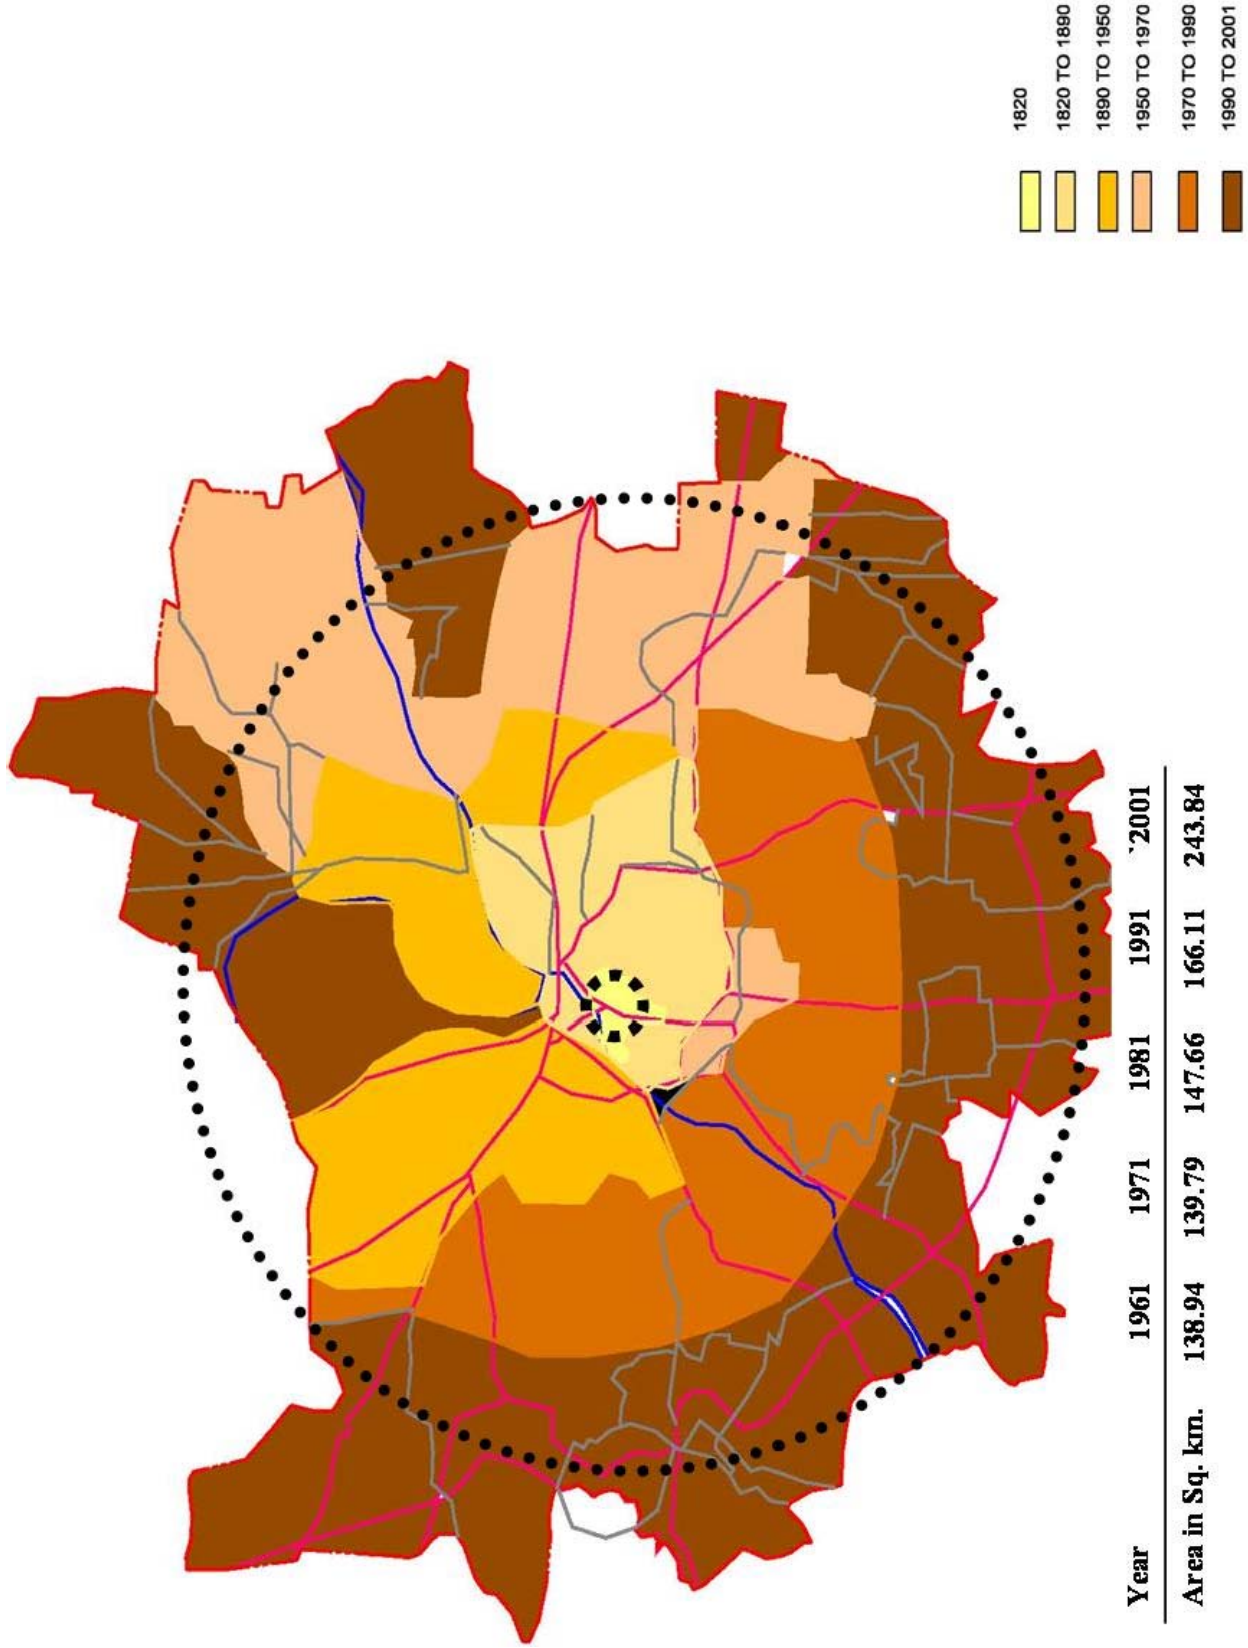 1820
1820 TO 1890
1890 TO 1950
1950 TO 1970
1970 TO 1990
1990 TO 2001
Year 1961 1971 1981 1991 `2001
Area in Sq. km. 138.94 139.79 147.66 166.11 243.84